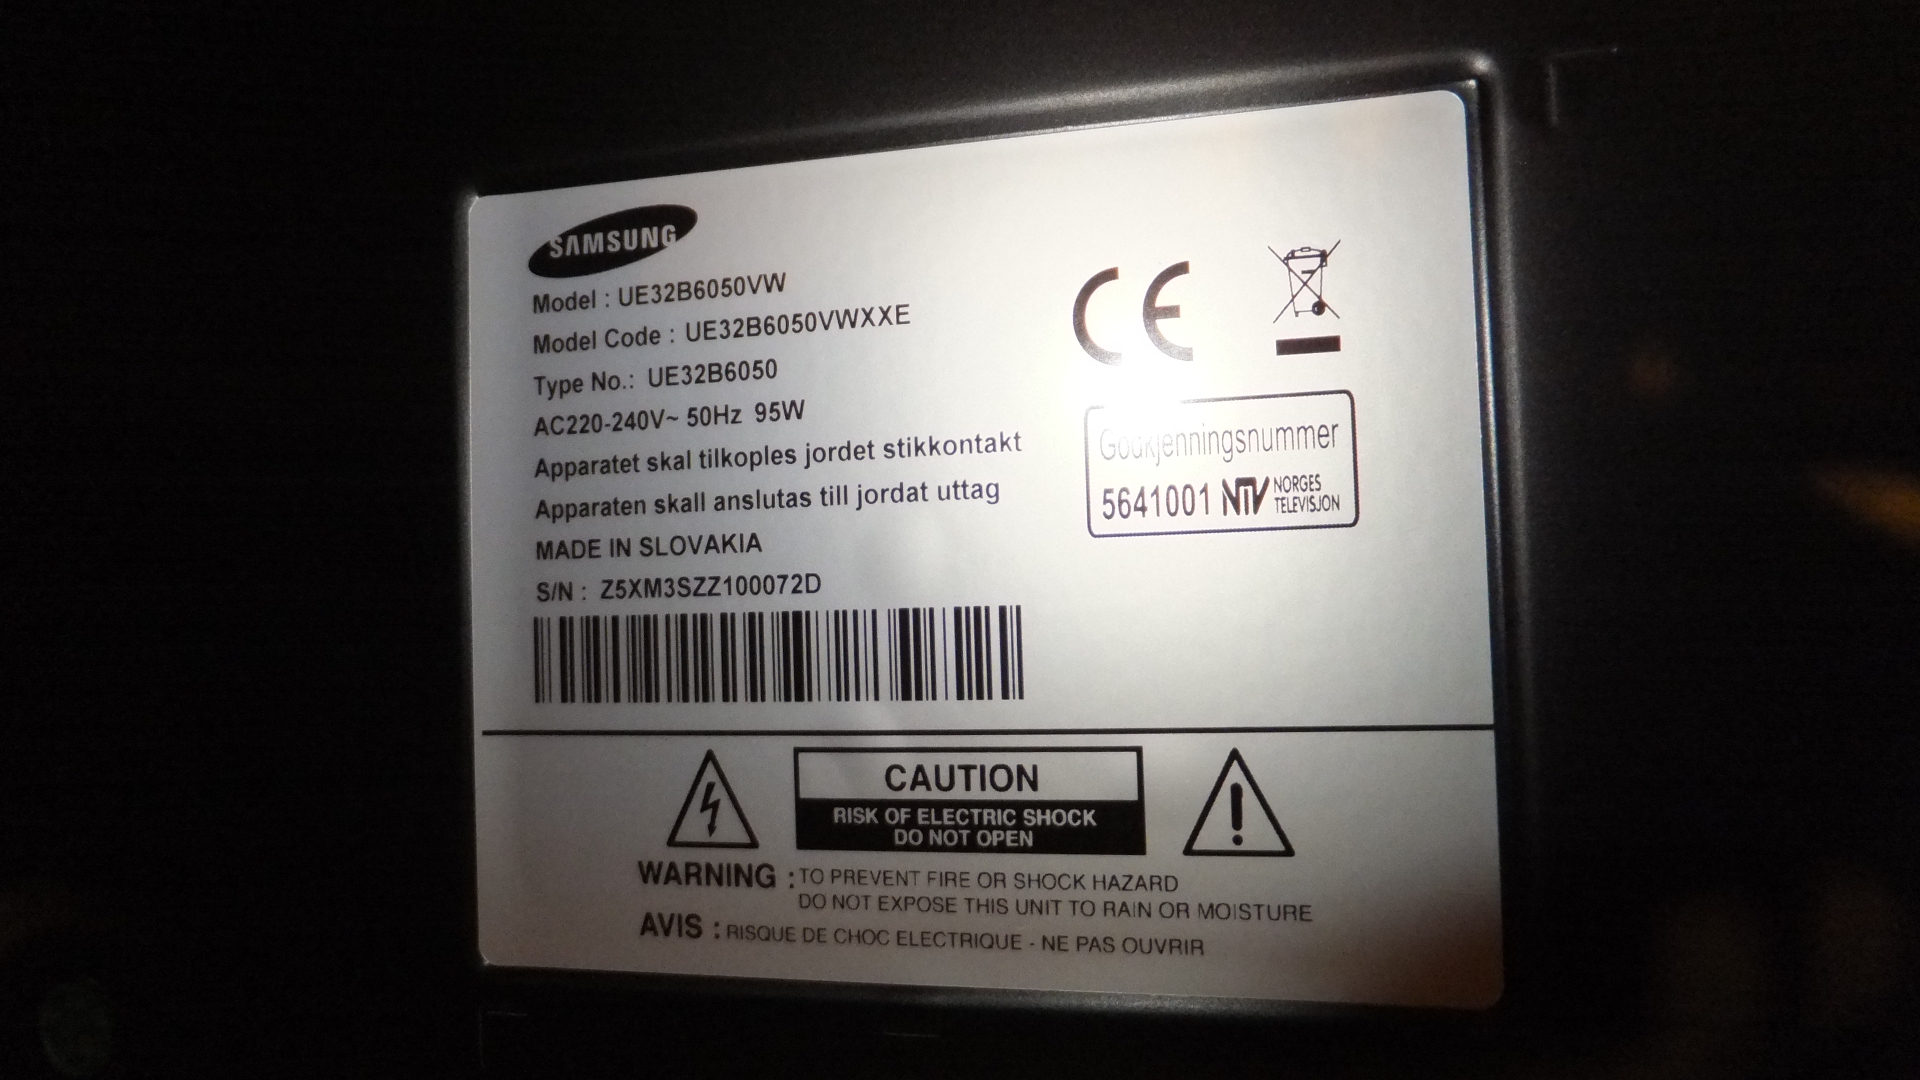 SAMSUNG
Model : UE32B6050VW
Model Code : UE32B6050VWXXE
Type No.: UE32B6050
AC220-240V~ 50Hz 95W
Apparatet skal tilkoples jordet stikkontakt
Apparaten skall anslutas till jordat uttag
MADE IN SLOVAKIA
S/N : Z5XM3SZZ100072D
CE
Godkjenningsnummer
5641001 NTV NORGES
TELEVISJON
CAUTION
RISK OF ELECTRIC SHOCK
DO NOT OPEN
WARNING : TO PREVENT FIRE OR SHOCK HAZARD
DO NOT EXPOSE THIS UNIT TO RAIN OR MOISTURE
AVIS : RISQUE DE CHOC ELECTRIQUE - NE PAS OUVRIR